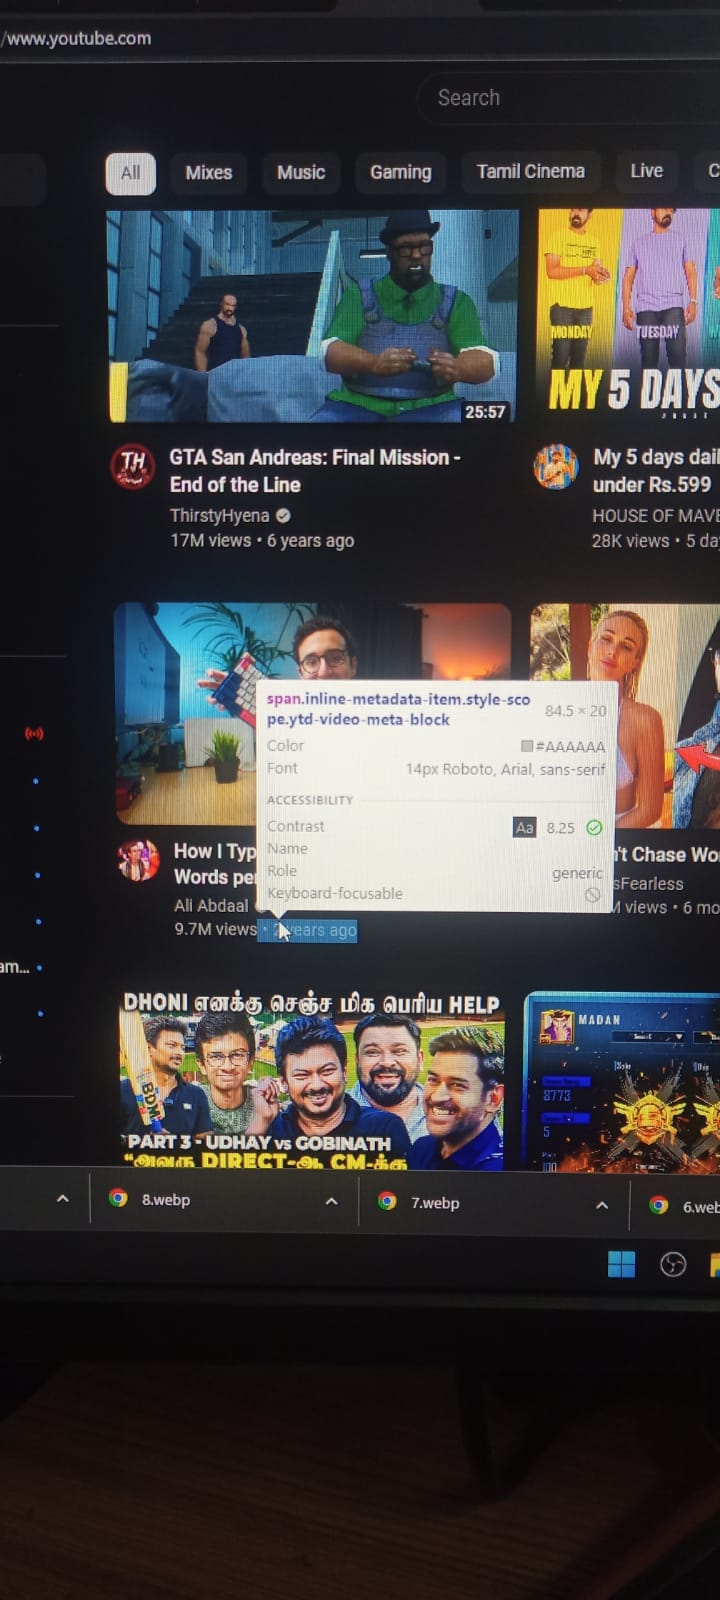 /www.youtube.com
Search
All Mixes Music Gaming Tamil Cinema Live
25:57
MONDAY TUESDAY
MY 5 DAYS
TH
GTA San Andreas: Final Mission -
End of the Line
ThirstyHyena
17M views • 6 years ago
My 5 days dail
under Rs.599
HOUSE OF MAVE
28K views • 5 da
span.inline-metadata-item.style-sco
pe.ytd-video-meta-block
84.5 × 20
Color #AAAAAA
Font 14px Roboto, Arial, sans-serif
ACCESSIBILITY
Contrast Aa 8.25
Name
Role generic
Keyboard-focusable
How I Typ
Words pe
Ali Abdaal
9.7M views • 2 years ago
't Chase Wo
sFearless
M views • 6 mo
am...
DHONI எனக்கு செஞ்ச மிக பெரிய HELP
BDM
PART 3 - UDHAY vs GOBINATH
"அவரு DIRECT-ஆ CM-க்கு
MADAN
8773
5
8.webp
7.webp
6.web